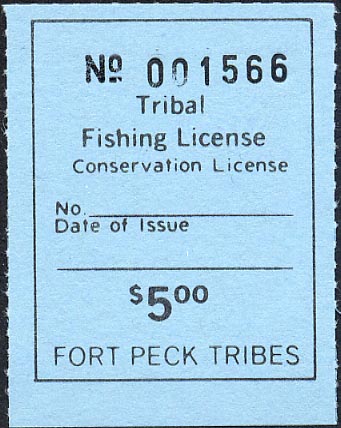 Nº 001566
Tribal
Fishing License
Conservation License
No.
Date of Issue
$5.00
FORT PECK TRIBES